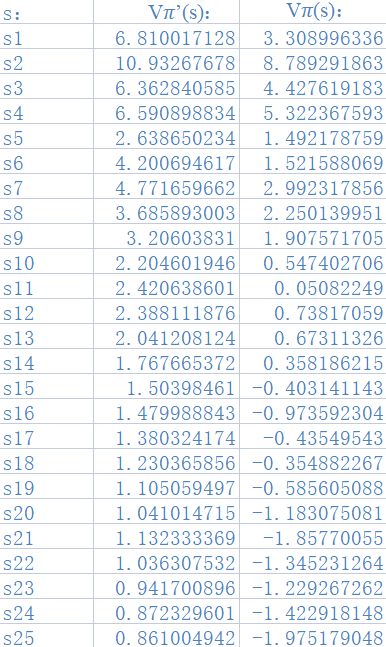 s： Vπ’(s)： Vπ(s)：
s1 6.810017128 3.308996336
s2 10.93267678 8.789291863
s3 6.362840585 4.427619183
s4 6.590898834 5.322367593
s5 2.638650234 1.492178759
s6 4.200694617 1.521588069
s7 4.771659662 2.992317856
s8 3.685893003 2.250139951
s9 3.20603831 1.907571705
s10 2.204601946 0.547402706
s11 2.420638601 0.05082249
s12 2.388111876 0.73817059
s13 2.041208124 0.67311326
s14 1.767665372 0.358186215
s15 1.50398461 -0.403141143
s16 1.479988843 -0.973592304
s17 1.380324174 -0.43549543
s18 1.230365856 -0.354882267
s19 1.105059497 -0.585605088
s20 1.041014715 -1.183075081
s21 1.132333369 -1.85770055
s22 1.036307532 -1.345231264
s23 0.941700896 -1.229267262
s24 0.872329601 -1.422918148
s25 0.861004942 -1.975179048